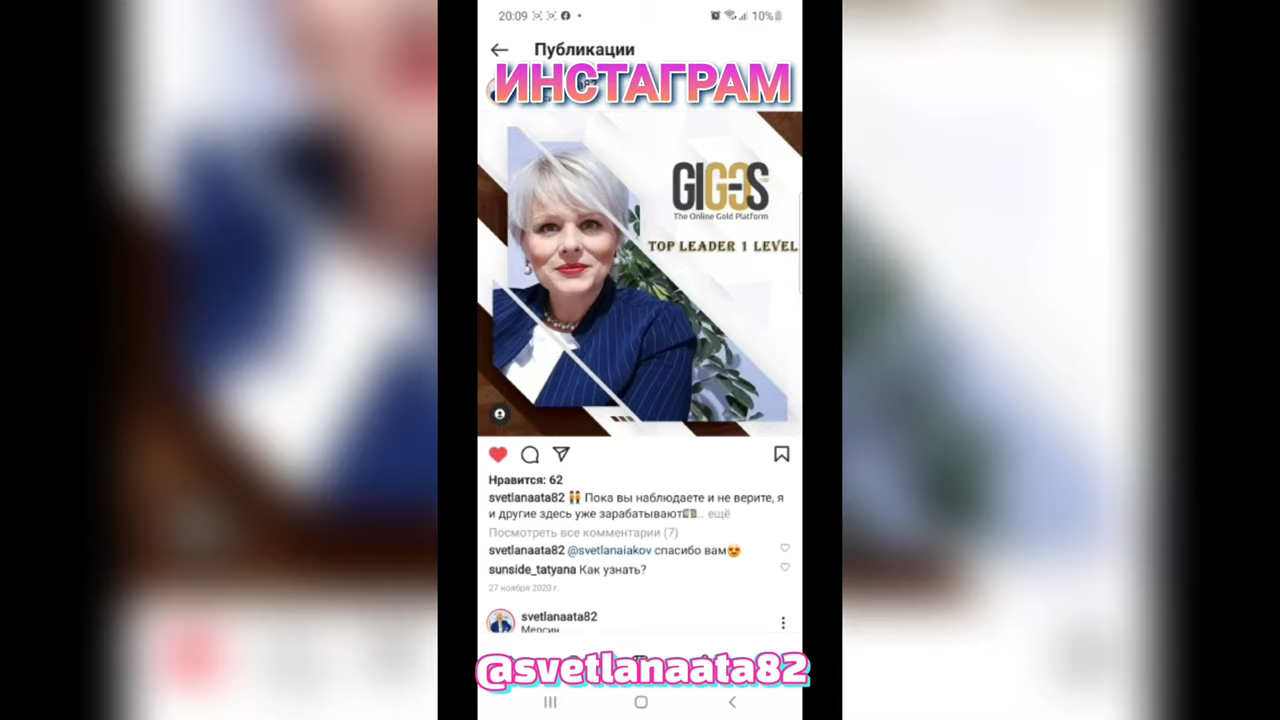 20:09
10%
Публикации
ИНСТАГРАМ
GIGOS
The Online Gold Platform
TOP LEADER 1 LEVEL
Нравится: 62
svetlanaata82 Пока вы наблюдаете и не верите, я
и другие здесь уже зарабатывают... ещё
Посмотреть все комментарии (7)
svetlanaata82 @svetlanaiakov спасибо вам
sunside_tatyana Как узнать?
27 ноября 2020 г.
svetlanaata82
Мерсин
@svetlanaata82